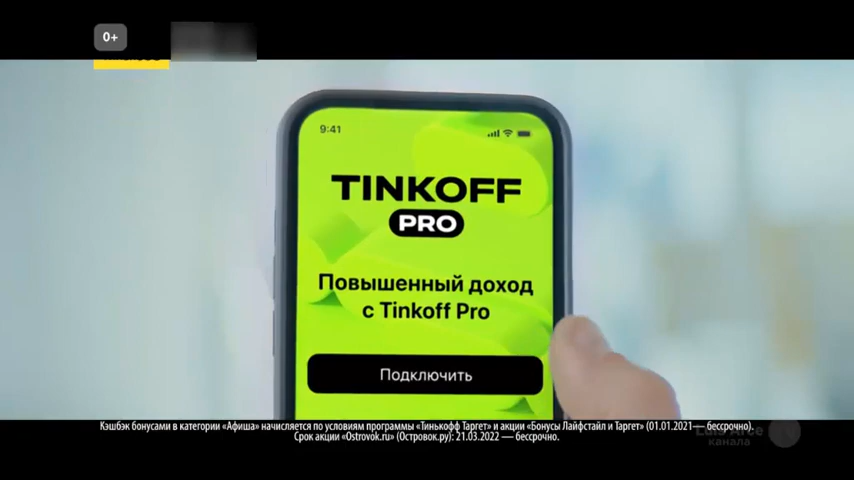 0+
9:41
TINKOFF
PRO
Повышенный доход
с Tinkoff Pro
Подключить
Кэшбэк бонусами в категории «Афиша» начисляется по условиям программы «Тинькофф Таргет» и акции «Бонусы Лайфстайл и Таргет» (01.01.2021— бессрочно).
Срок акции «Ostrovok.ru» (Островок.ру): 21.03.2022 — бессрочно.
канала